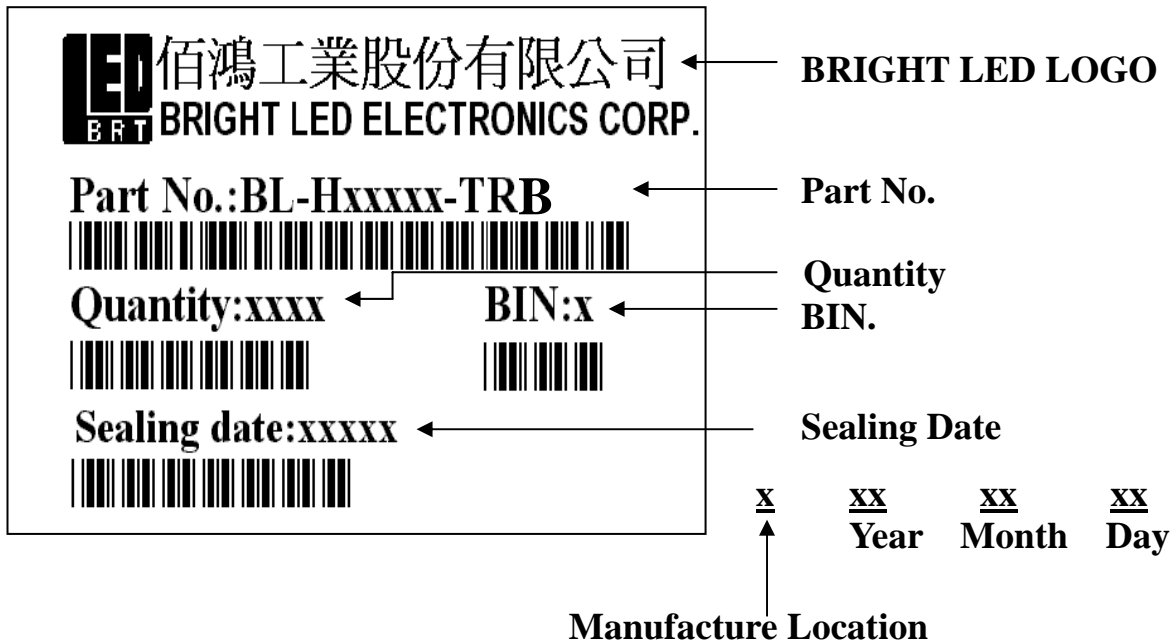 LED
BRT
佰鴻工業股份有限公司
BRIGHT LED ELECTRONICS CORP.
BRIGHT LED LOGO
Part No.:BL-Hxxxxx-TRB
Part No.
Quantity
Quantity:xxxx
BIN:x
BIN.
Sealing date:xxxxx
Sealing Date
x xx xx xx
Year Month Day
Manufacture Location